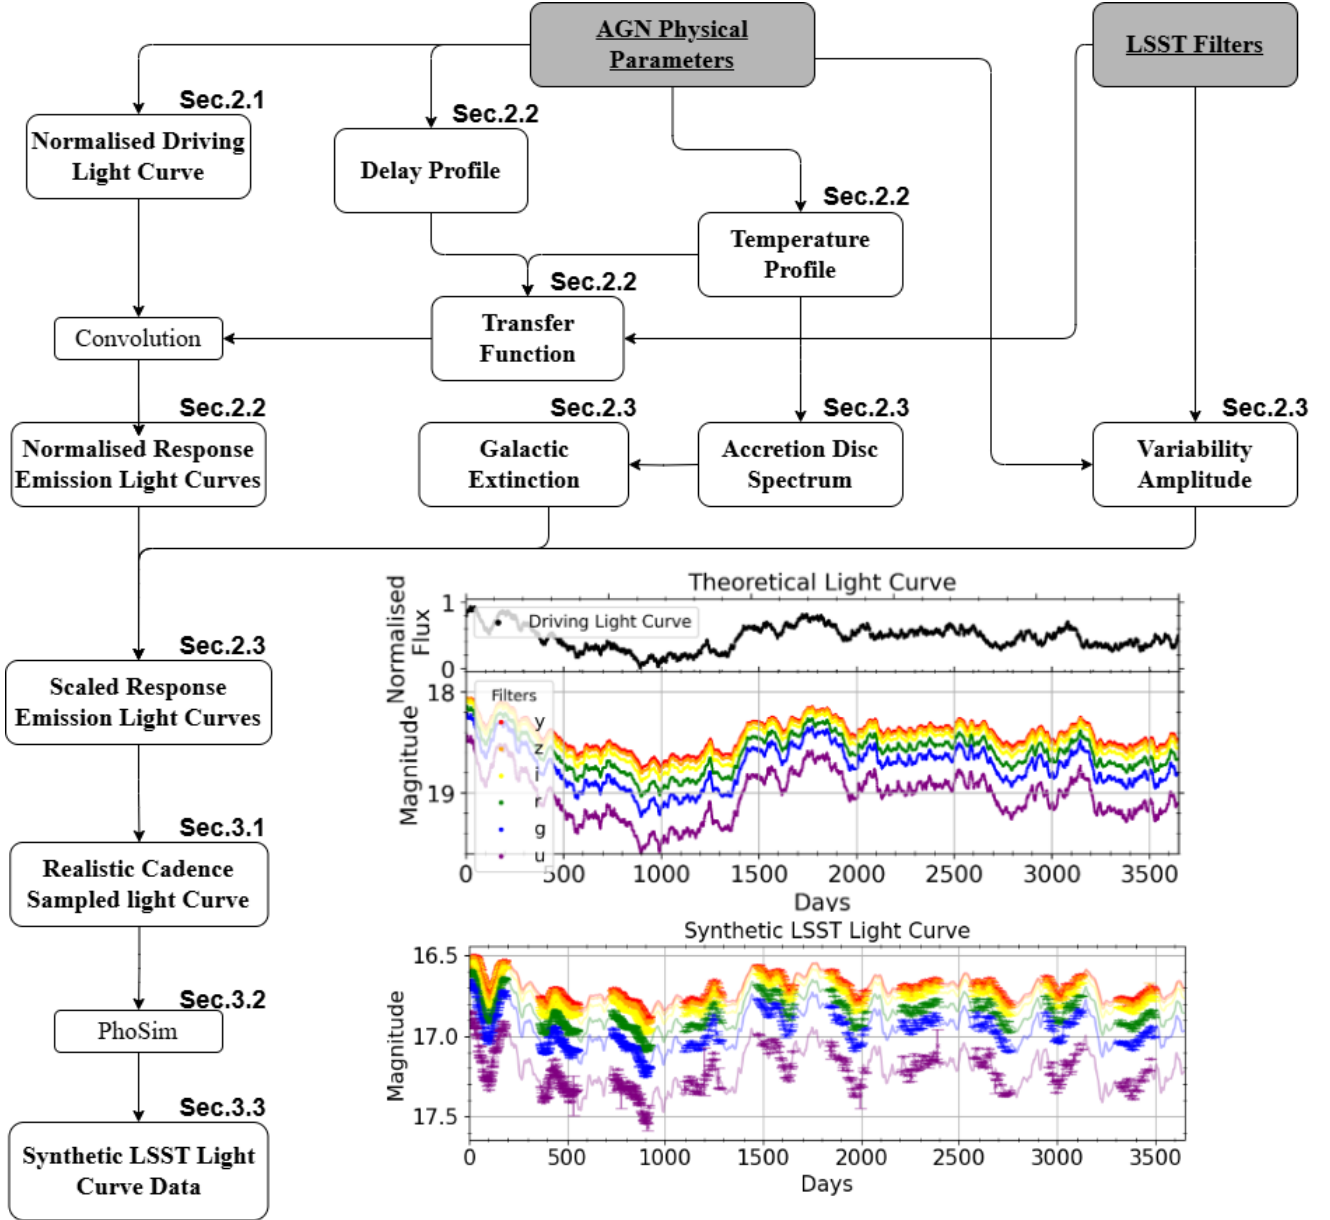 AGN Physical
Parameters
LSST Filters
Sec.2.1
Normalised Driving
Light Curve
Sec.2.2
Delay Profile
Sec.2.2
Temperature
Profile
Sec.2.2
Transfer
Function
Convolution
Sec.2.2
Normalised Response
Emission Light Curves
Sec.2.3
Galactic
Extinction
Sec.2.3
Accretion Disc
Spectrum
Sec.2.3
Variability
Amplitude
Sec.2.3
Scaled Response
Emission Light Curves
Sec.3.1
Realistic Cadence
Sampled light Curve
Sec.3.2
PhoSim
Sec.3.3
Synthetic LSST Light
Curve Data
Theoretical Light Curve
Normalised
Flux
1
0
Driving Light Curve
Magnitude
18
19
Filters
y
z
i
r
g
u
0 500 1000 1500 2000 2500 3000 3500
Days
Synthetic LSST Light Curve
Magnitude
16.5
17.0
17.5
0 500 1000 1500 2000 2500 3000 3500
Days